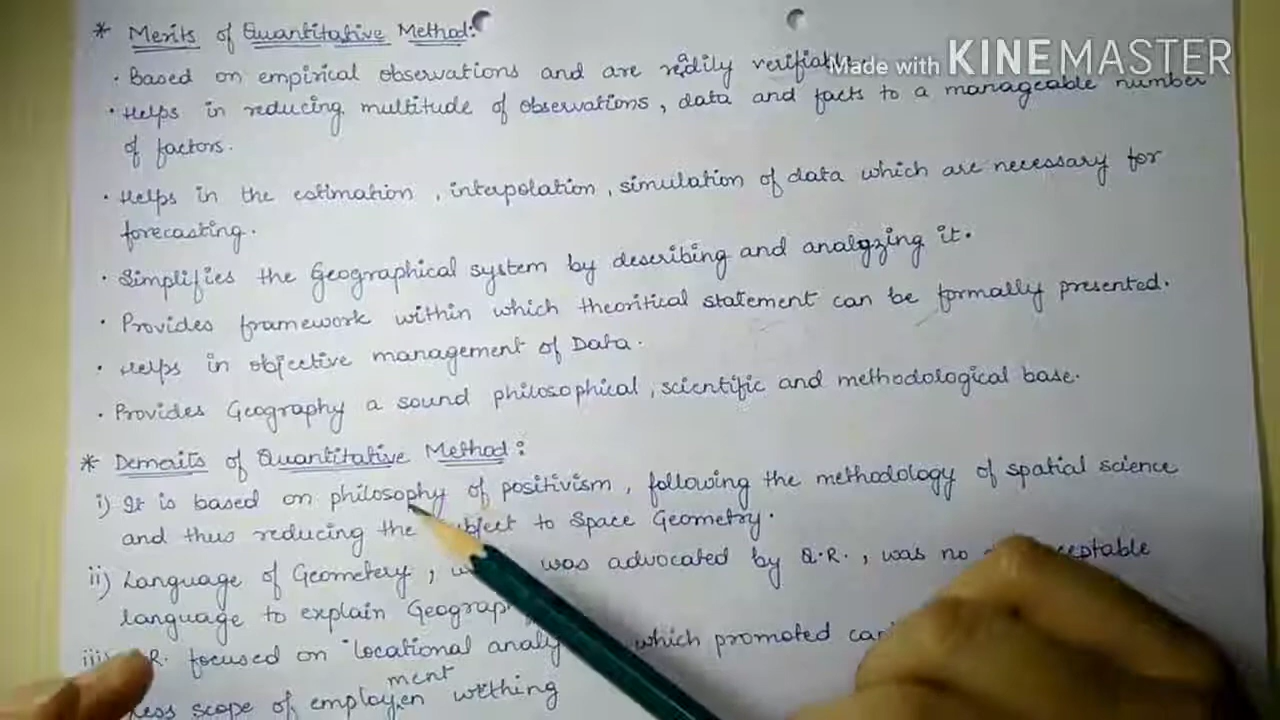 * Merits of Quantitative Method:
Made with KINEMASTER
• Based on empirical observations and are readily verifiable
• Helps in reducing multitude of observations, data and facts to a manageable number
of factors.
• Helps in the estimation, interpolation, simulation of data which are necessary for
forecasting.
• Simplifies the Geographical system by describing and analyzing it.
• Provides framework within which theoritical statement can be formally presented.
• Helps in objective management of Data.
• Provides Geography a sound philosophical, scientific and methodological base.
* Demerits of Quantitative Method:
i) It is based on philosophy of positivism, following the methodology of spatial science
and thus reducing the subject to Space Geometry.
ii) Language of Geometery, was advocated by Q.R., was
language to explain
iii) R. focused on locational which promoted
less scope of employment withing